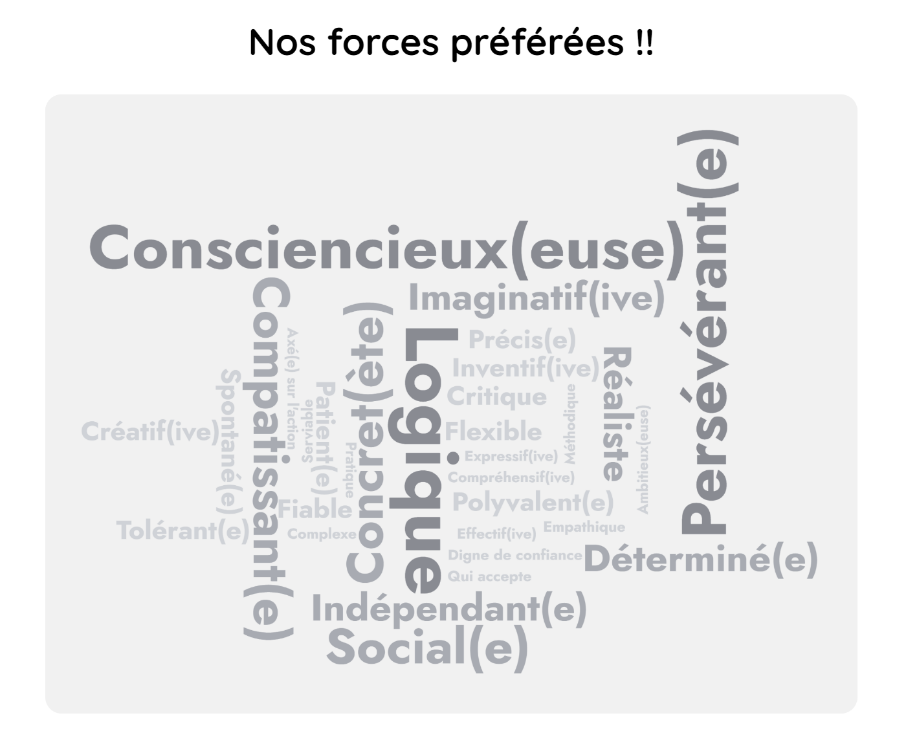 Nos forces préférées !!
Persévérant(e)
Consciencieux(euse)
Imaginatif(ive)
Compatissant(e)
Axé(e) sur l'action
Concret(ète)
Logique
Précis(e)
Réaliste
Inventif(ive)
Spontané(e)
Patient(e)
Serviable
Critique
Méthodique
Ambitieux(euse)
Créatif(ive)
Flexible
Pratique
Expressif(ive)
Compréhensif(ive)
Fiable
Polyvalent(e)
Tolérant(e)
Complexe
Effectif(ive)
Empathique
Digne de confiance
Déterminé(e)
Qui accepte
Indépendant(e)
Social(e)